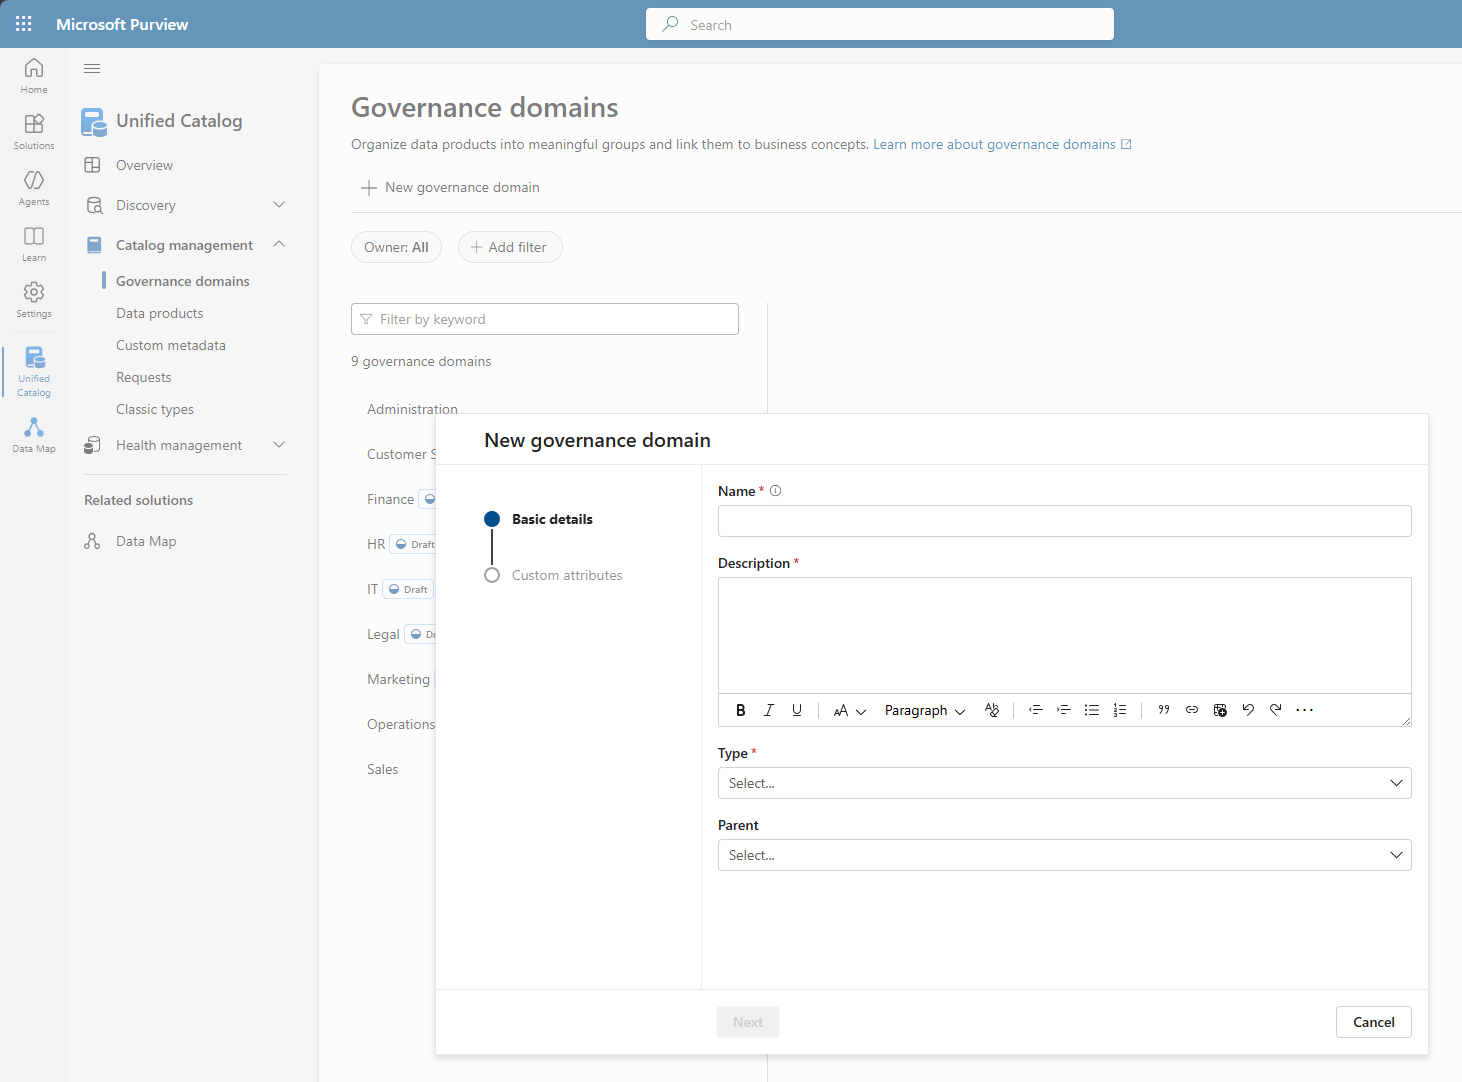 Microsoft Purview
Search
Home
Solutions
Agents
Learn
Settings
Unified
Catalog
Data Map
Unified Catalog
Overview
Discovery
Catalog management
Governance domains
Data products
Custom metadata
Requests
Classic types
Health management
Related solutions
Data Map
Governance domains
Organize data products into meaningful groups and link them to business concepts. Learn more about governance domains
New governance domain
Owner: All
Add filter
Filter by keyword
9 governance domains
Administration
Customer S
Finance
HR Draft
IT Draft
Legal Dr
Marketing
Operations
Sales
New governance domain
Basic details
Custom attributes
Name *
Description *
B I U AA Paragraph
Type *
Select...
Parent
Select...
Next
Cancel